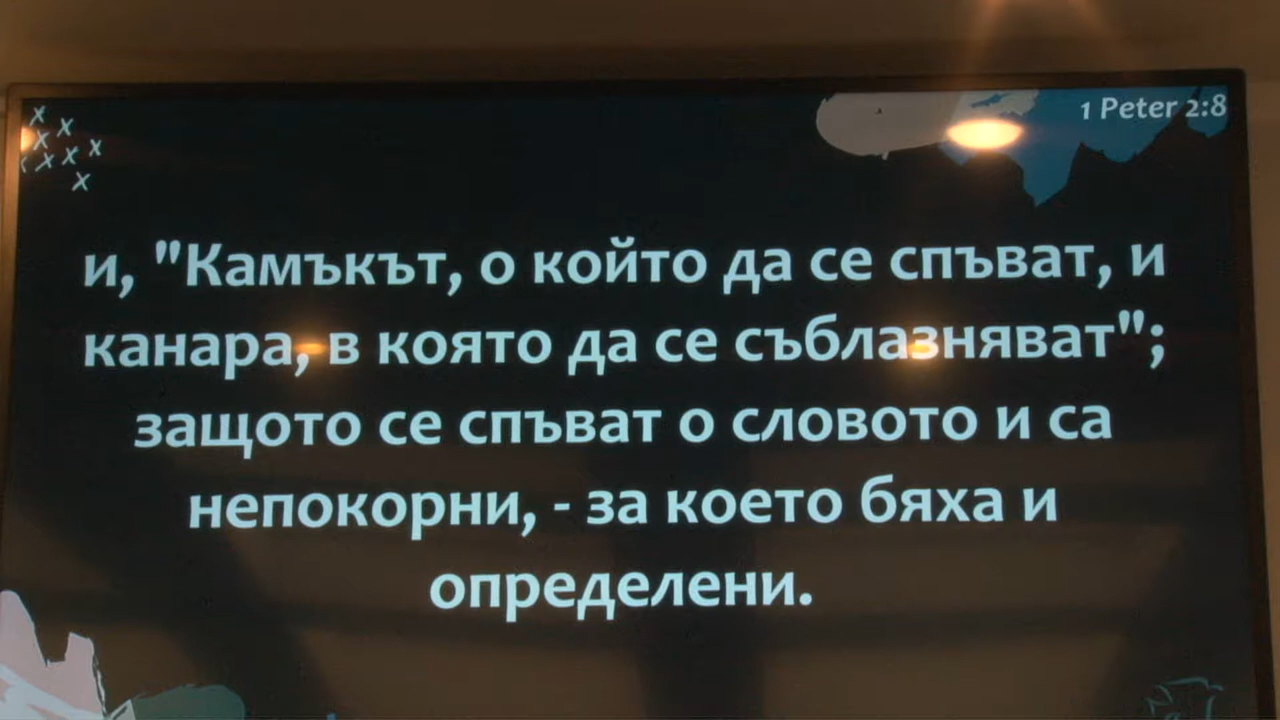 1 Peter 2:8
и, "Камъкът, о който да се спъват, и
канара, в която да се съблазняват";
защото се спъват о словото и са
непокорни, - за което бяха и
определени.